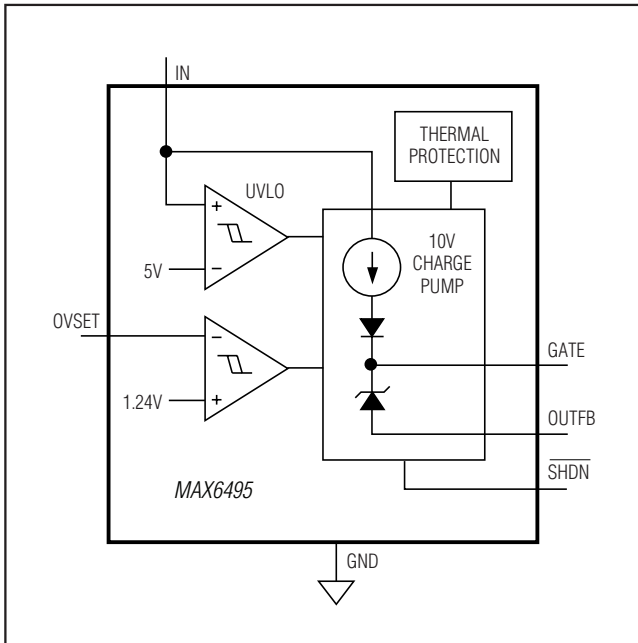 IN
THERMAL
PROTECTION
UVLO
+
−
5V
10V
CHARGE
PUMP
OVSET
−
+
1.24V
GATE
OUTFB
SHDN
MAX6495
GND